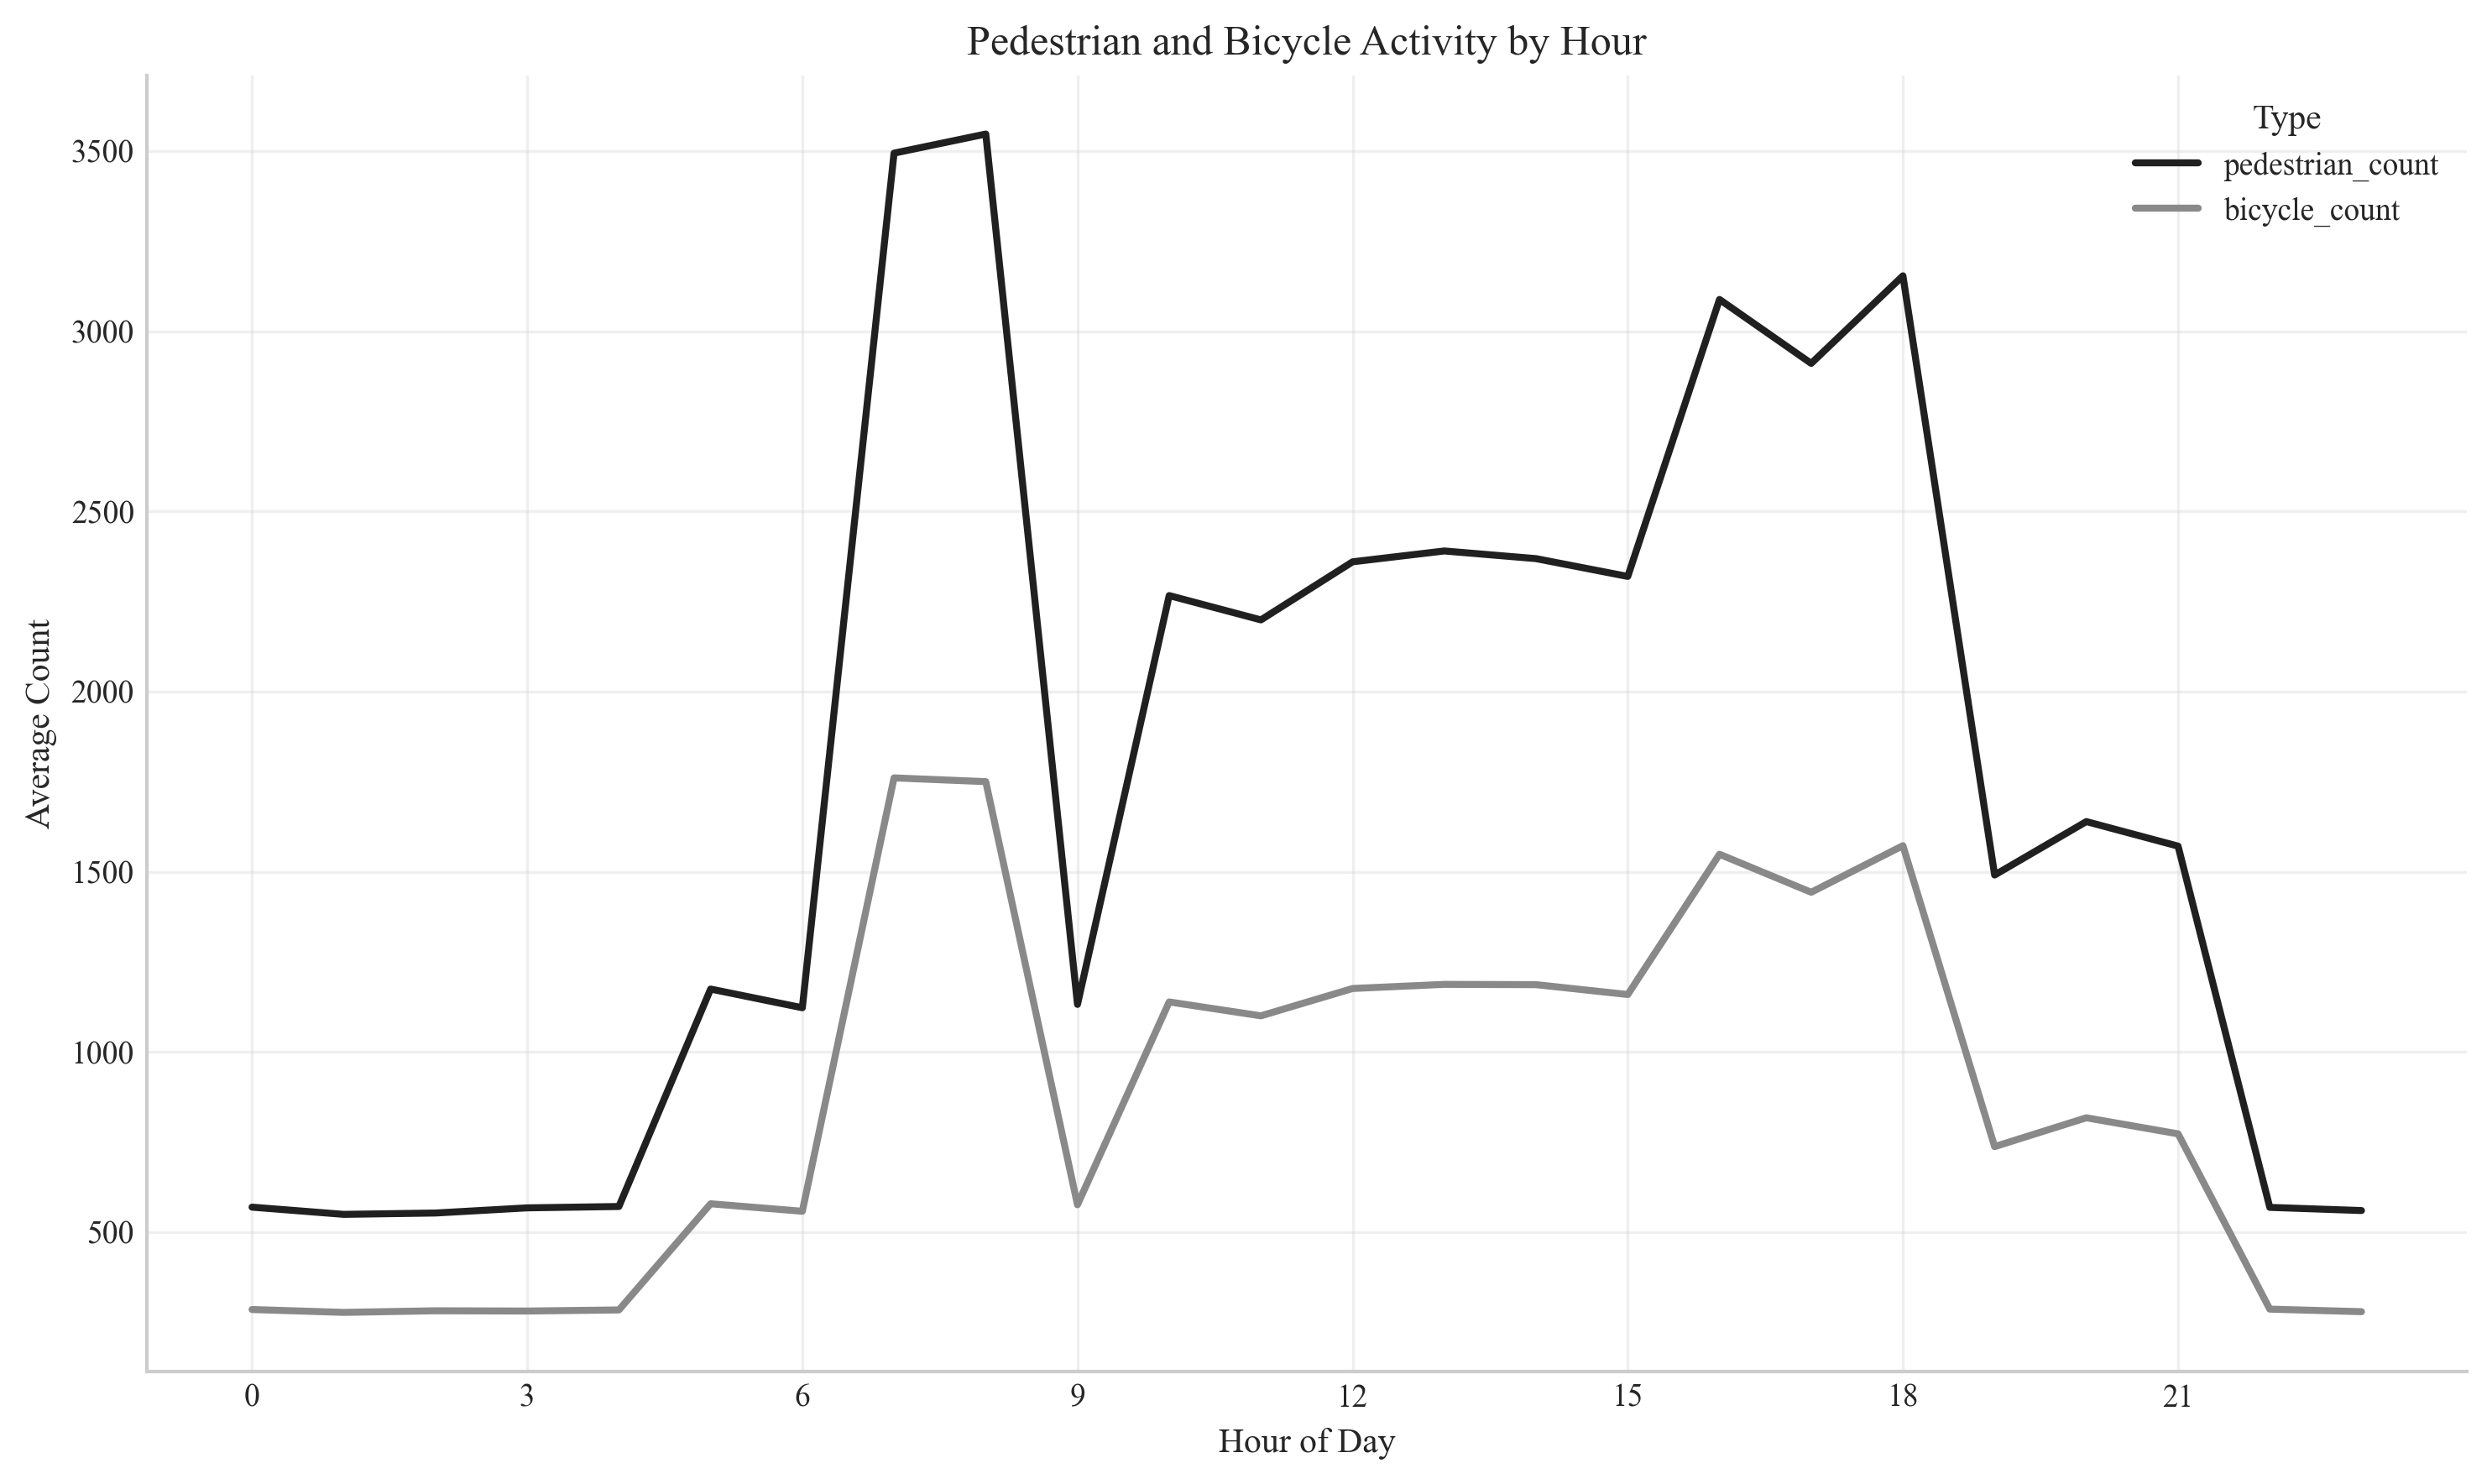 Pedestrian and Bicycle Activity by Hour
Type
pedestrian_count
bicycle_count
Average Count
3500
3000
2500
2000
1500
1000
500
0 3 6 9 12 15 18 21
Hour of Day